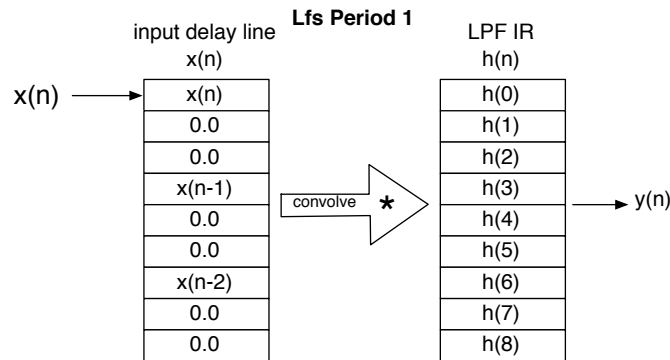 Lfs Period 1
input delay line
LPF IR
x(n)
h(n)
x(n)
x(n)
h(0)
0.0
h(1)
0.0
h(2)
x(n-1)
convolve
*
h(3)
y(n)
0.0
h(4)
0.0
h(5)
x(n-2)
h(6)
0.0
h(7)
0.0
h(8)